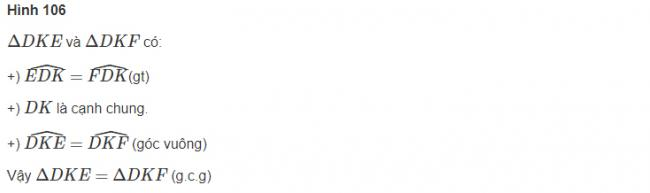 Hình 106
ΔDKE và ΔDKF có:
+) \widehat{EDK} = \widehat{FDK}(gt)
+) DK là cạnh chung.
+) \widehat{DKE} = \widehat{DKF} (góc vuông)
Vậy ΔDKE = ΔDKF (g.c.g)